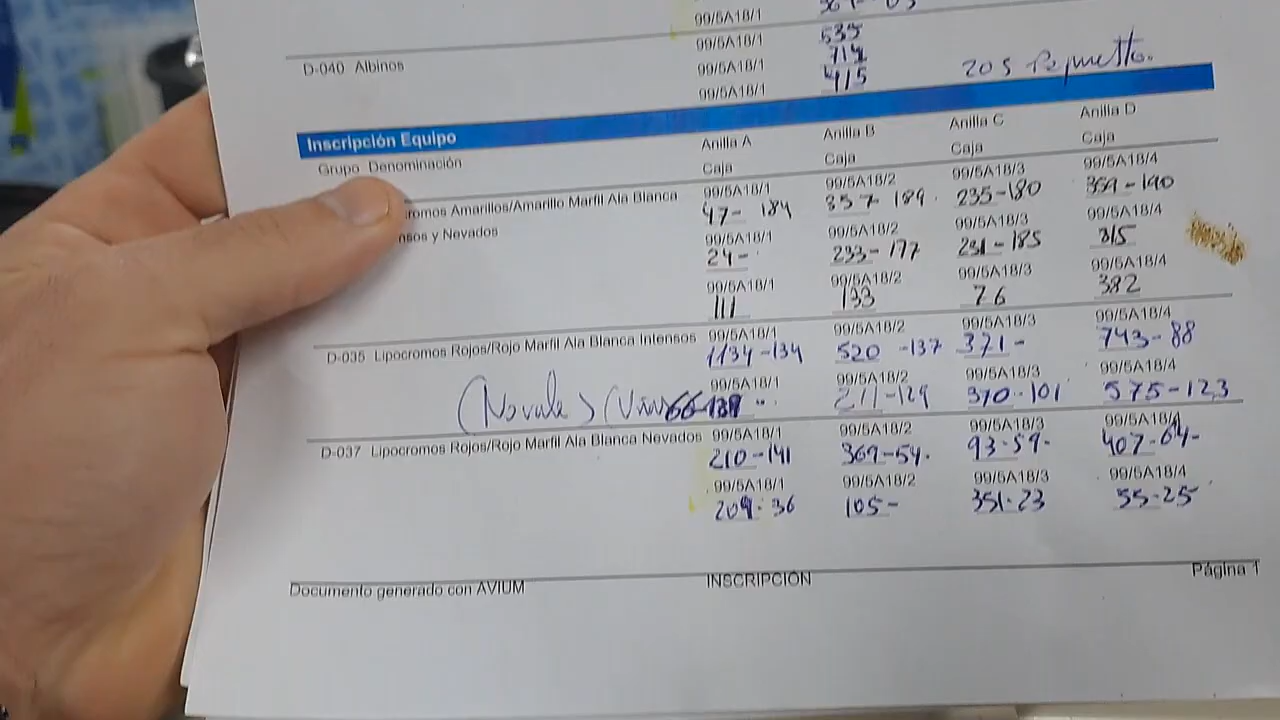 99/5A18/1
99/5A18/1 535
714
D-040 Albinos 99/5A18/1 415 205
99/5A18/1
Inscripción Equipo Anilla A Anilla B Anilla C Anilla D
Grupo Denominación Caja Caja Caja Caja
99/5A18/1 99/5A18/2 99/5A18/3 99/5A18/4
romos Amarillos/Amarillo Marfil Ala Blanca 47- 184 357-189 235-180 359-190
nsos y Nevados 99/5A18/1 99/5A18/2 99/5A18/3 99/5A18/4
24- 233-177 231-185 315
99/5A18/1 99/5A18/2 99/5A18/3 99/5A18/4
111 133 76 382
D-035 Lipocromos Rojos/Rojo Marfil Ala Blanca Intensos 99/5A18/1 99/5A18/2 99/5A18/3 99/5A18/4
1134-134 520 -137 371- 743-88
99/5A18/1 99/5A18/2 99/5A18/3 99/5A18/4
(Novale) 211-129 370-101 575-123
D-037 Lipocromos Rojos/Rojo Marfil Ala Blanca Nevados 99/5A18/1 99/5A18/2 99/5A18/3 99/5A18/4
210-141 369-54. 93-59- 407-64-
99/5A18/1 99/5A18/2 99/5A18/3 99/5A18/4
209-36 105- 351-23 55-25
Documento generado con AVIUM INSCRIPCIÓN Página 1